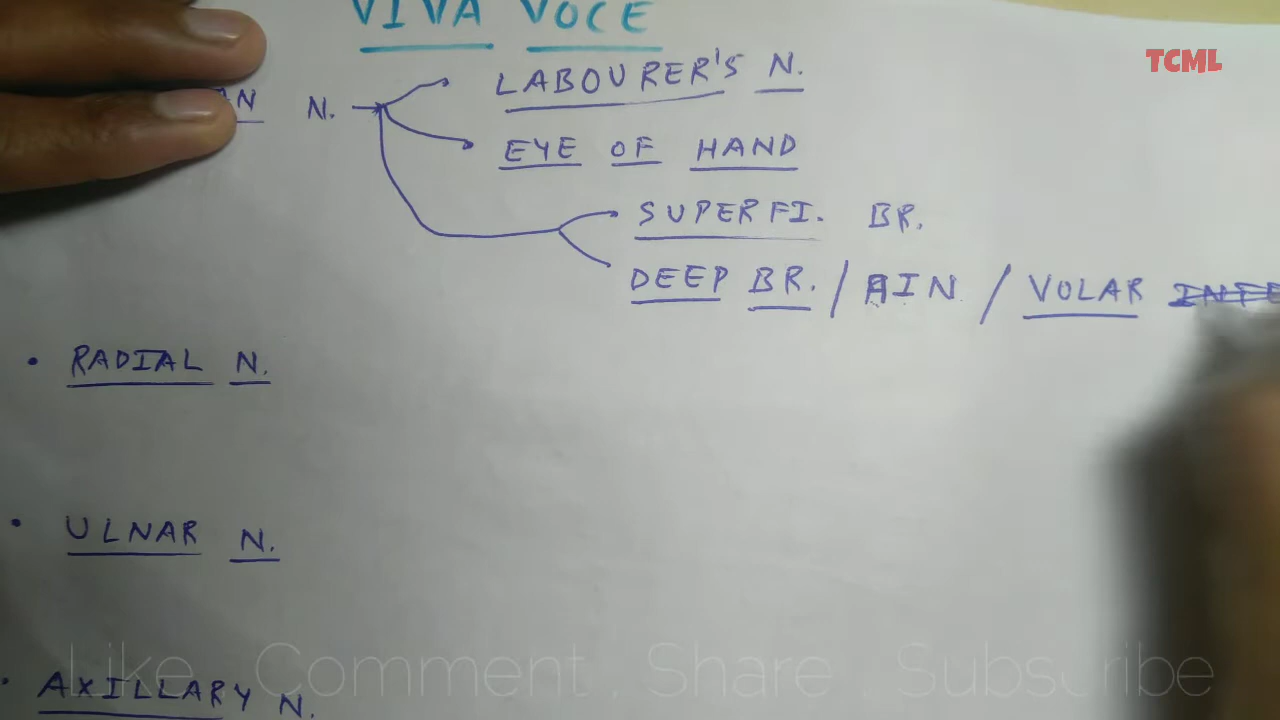 VIVA VOCE
TCML
AN N. LABOURER'S N.
EYE OF HAND
SUPERFI. BR.
DEEP BR. / AIN / VOLAR
• RADIAL N.
• ULNAR N.
• AXILLARY N.
Like . Comment . Share . Subscribe